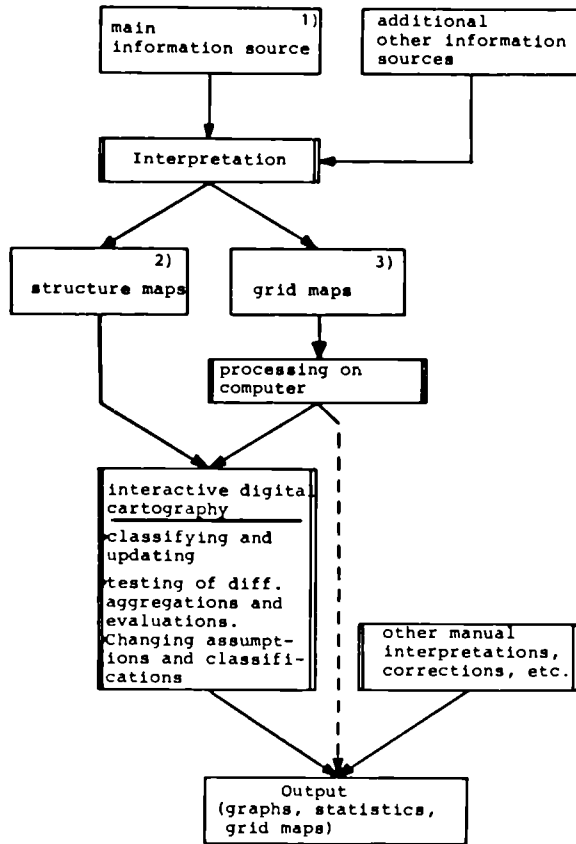 1)
main
information source
additional
other information
sources
Interpretation
2)
structure maps
3)
grid maps
processing on
computer
interactive digital
cartography
classifying and
updating
testing of diff.
aggregations and
evaluations.
Changing assumpt-
ions and classifi-
cations
other manual
interpretations,
corrections, etc.
Output
(graphs, statistics,
grid maps)